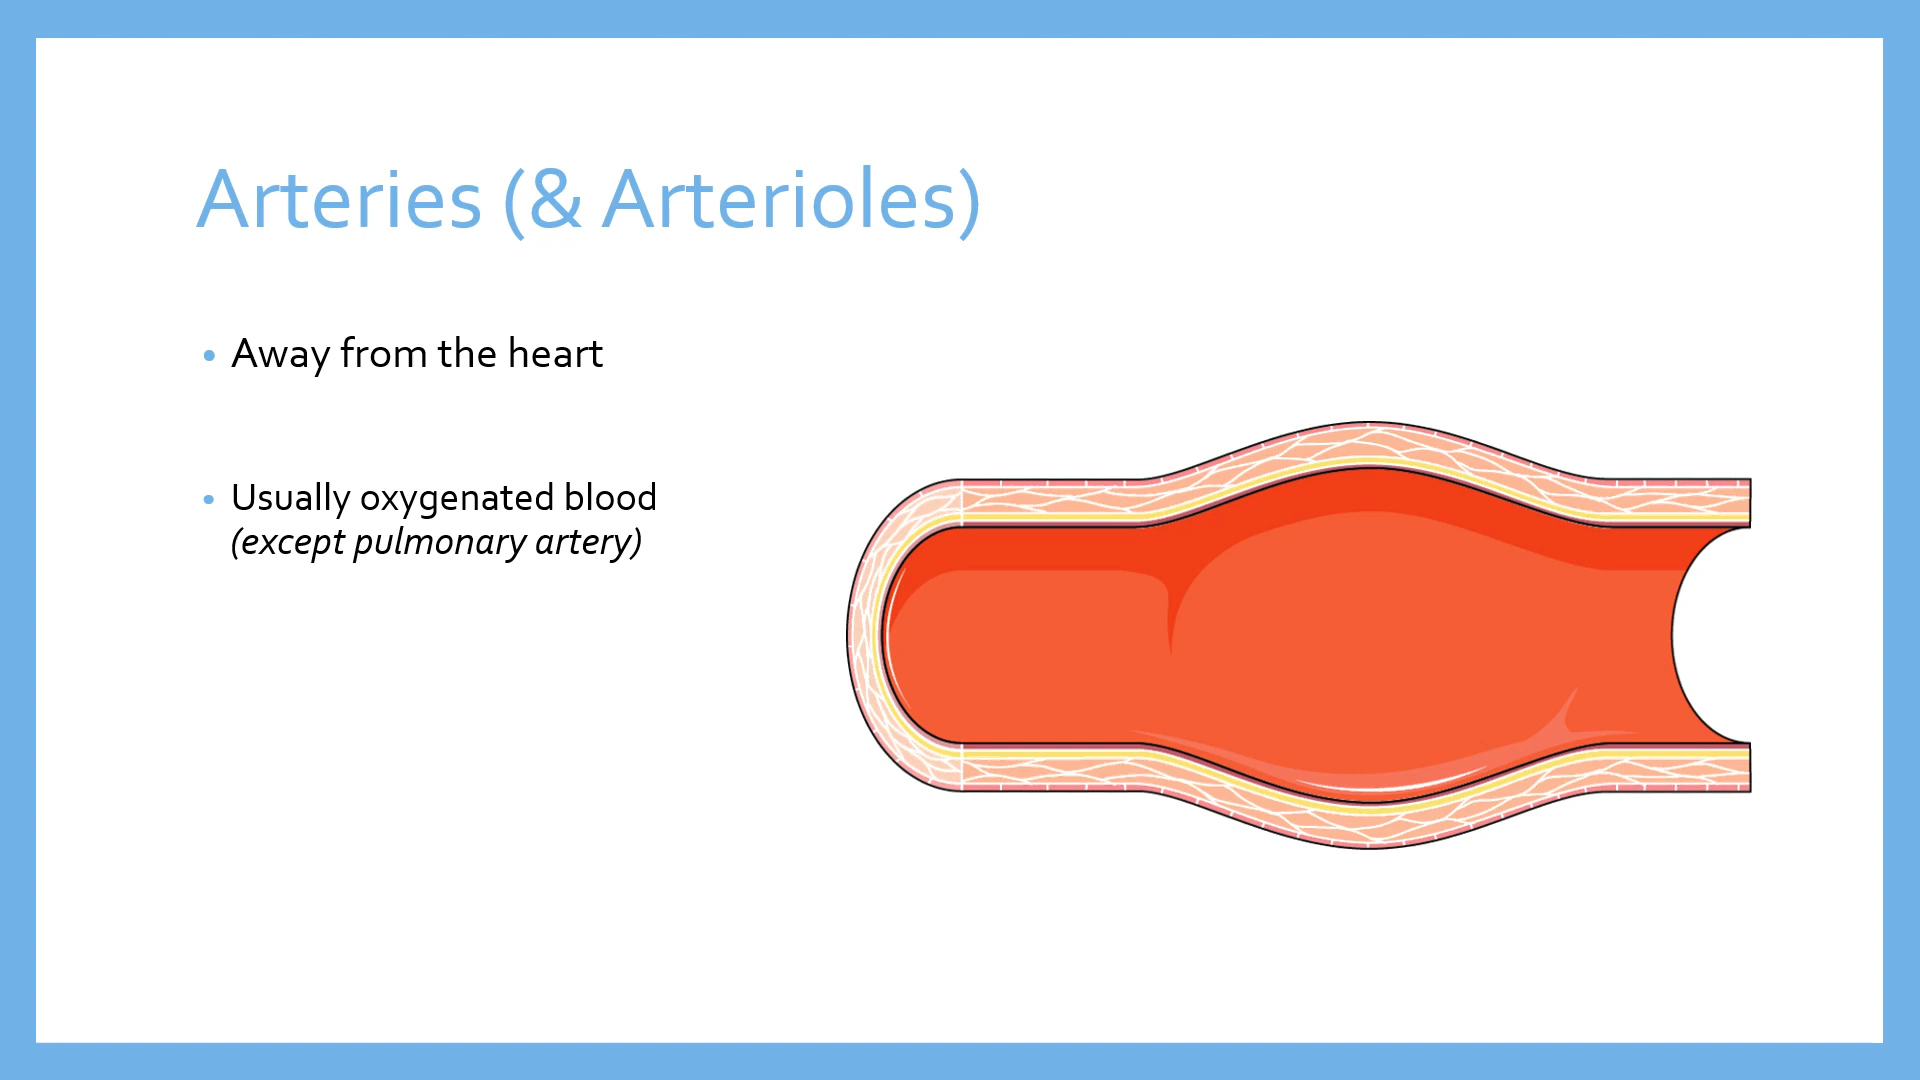 Arteries (& Arterioles)
• Away from the heart
• Usually oxygenated blood
(except pulmonary artery)